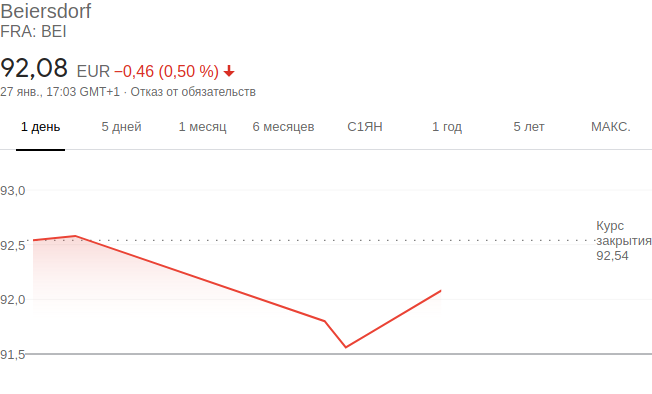 Beiersdorf
FRA: BEI
92,08 EUR −0,46 (0,50 %)
27 янв., 17:03 GMT+1 · Отказ от обязательств
1 день 5 дней 1 месяц 6 месяцев С1ЯН 1 год 5 лет МАКС.
93,0
Курс
закрытия
92,54
92,5
92,0
91,5